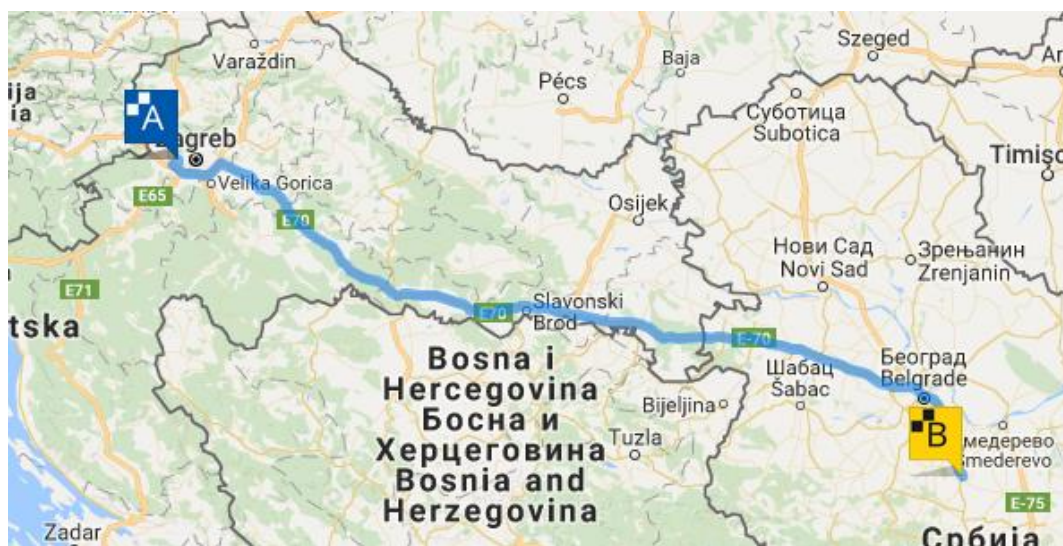 Varaždin
Szeged
Baja
Pécs
ija
ia
A
Zagreb
Суботица
Subotica
Velika Gorica
E65
E70
Osijek
Нови Сад
Novi Sad
Зрењанин
Zrenjanin
E71
tska
E70
Slavonski
Brod
E-70
Београд
Belgrade
Шабац
Šabac
Bosna i
Hercegovina
Босна и
Херцеговина
Bosnia and
Herzegovina
Bijeljina
Tuzla
B
медерево
Smederevo
E-75
Zadar
Србија